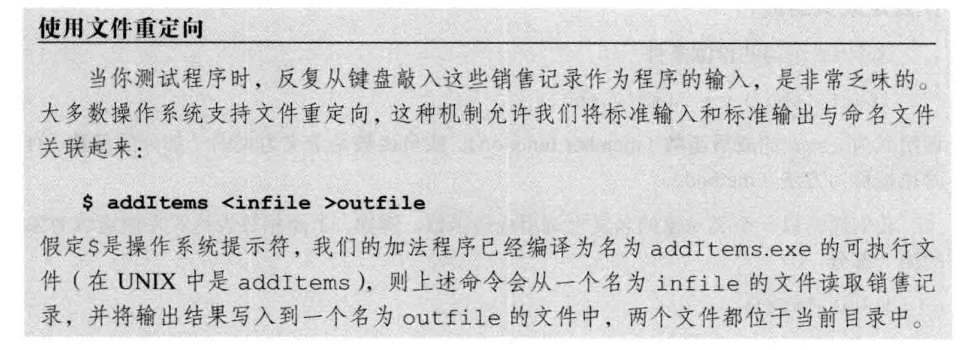 使用文件重定向
当你测试程序时，反复从键盘敲入这些销售记录作为程序的输入，是非常乏味的。
大多数操作系统支持文件重定向，这种机制允许我们将标准输入和标准输出与命名文件
关联起来：
$ addItems <infile >outfile
假定$是操作系统提示符，我们的加法程序已经编译为名为 addItems.exe 的可执行文
件（在 UNIX 中是 addItems），则上述命令会从一个名为 infile 的文件读取销售记
录，并将输出结果写入到一个名为 outfile 的文件中，两个文件都位于当前目录中。